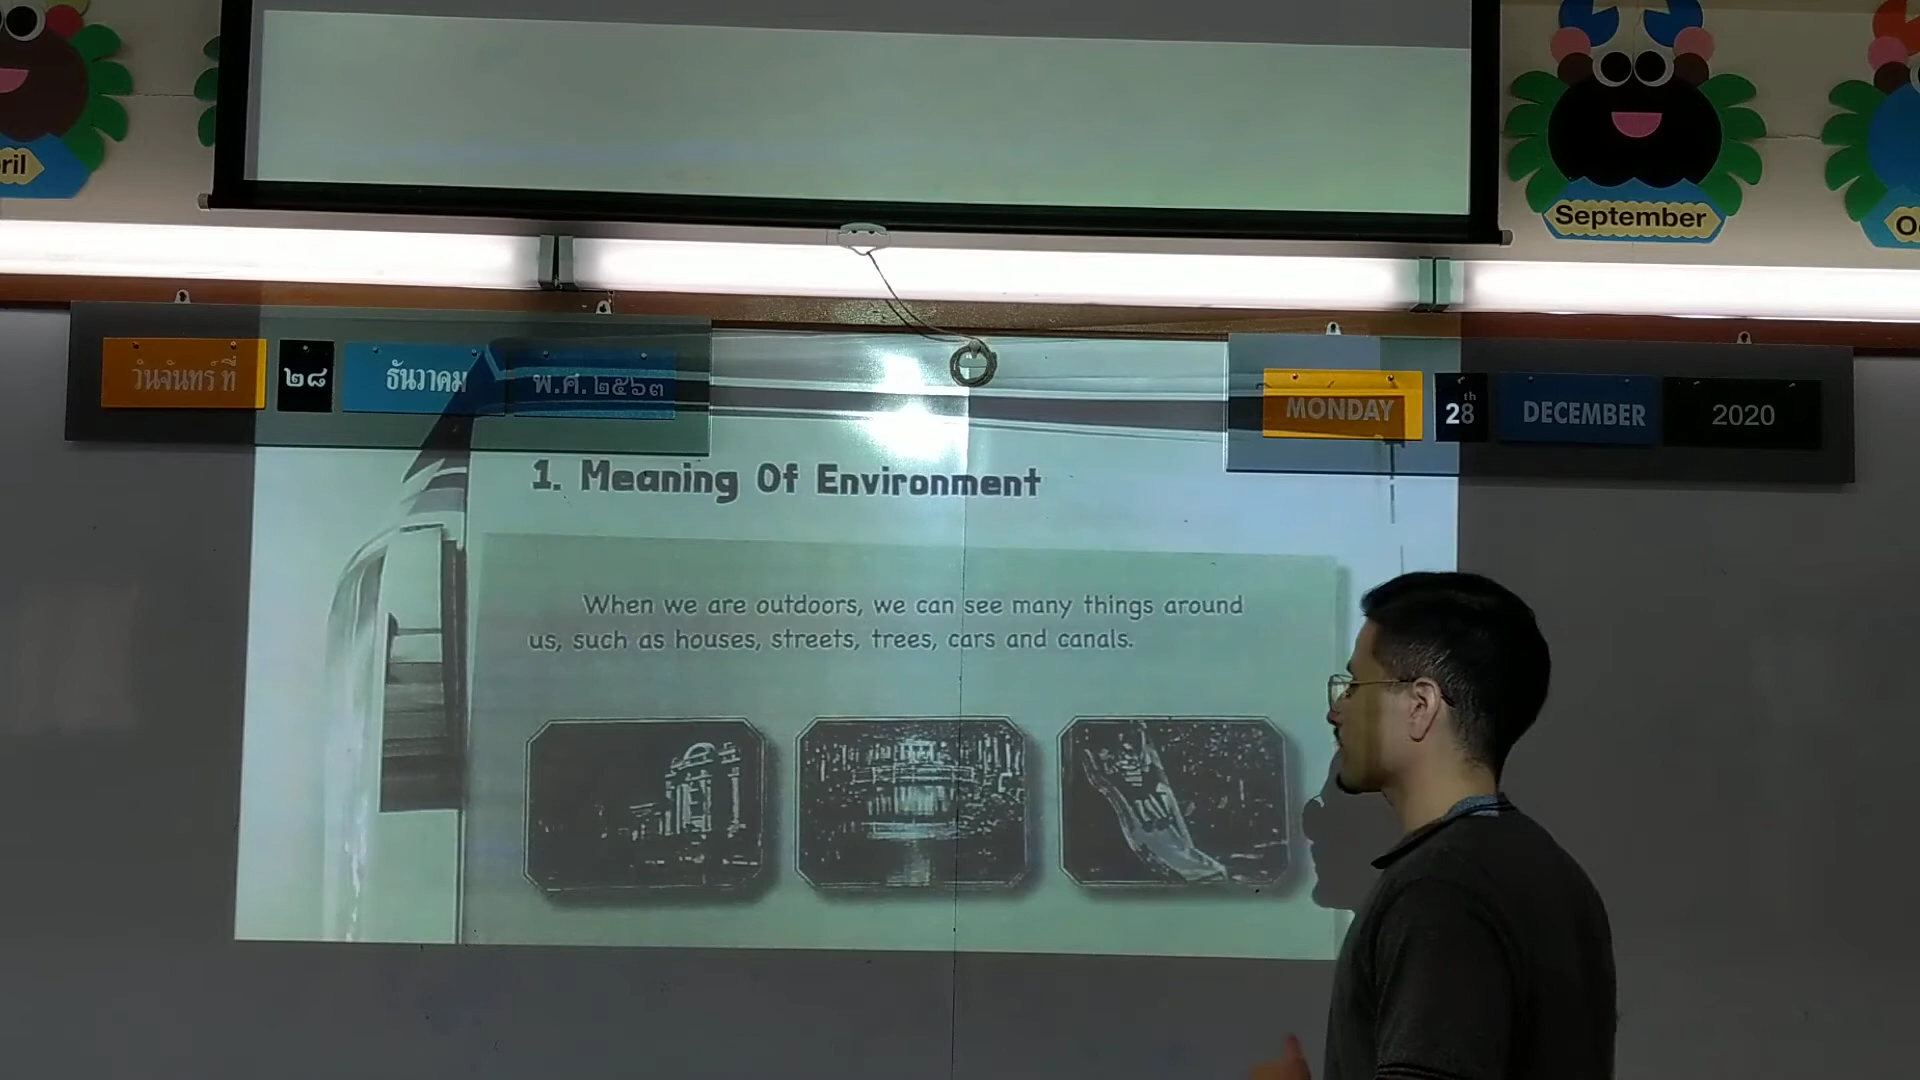 ril
September
O
วันจันทร์ ที่ ๒๘ ธันวาคม พ.ศ. ๒๕๖๓
MONDAY 28th DECEMBER 2020
1. Meaning Of Environment
When we are outdoors, we can see many things around
us, such as houses, streets, trees, cars and canals.